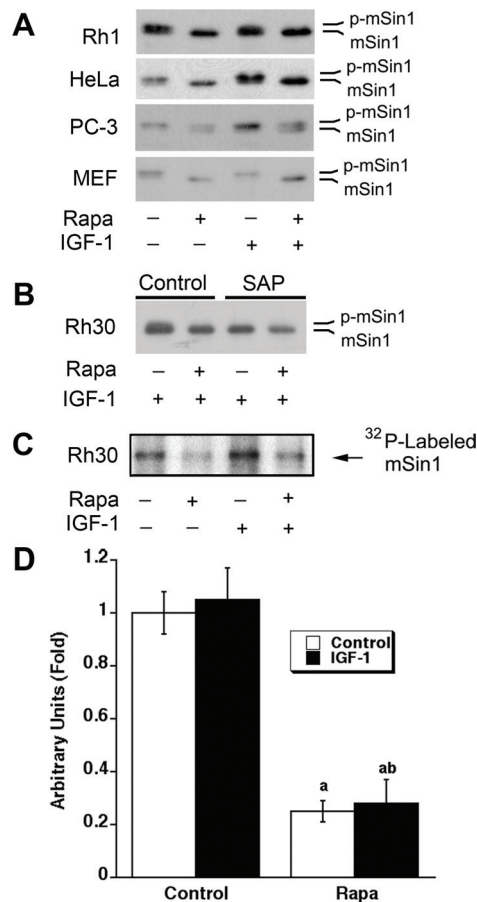 A
Rh1
p-mSin1
mSin1
HeLa
p-mSin1
mSin1
PC-3
p-mSin1
mSin1
MEF
p-mSin1
mSin1
Rapa − + − +
IGF-1 − − + +
B
Control SAP
Rh30
p-mSin1
mSin1
Rapa − + − +
IGF-1 + + + +
C
Rh30
32P-Labeled
mSin1
Rapa − + − +
IGF-1 − − + +
D
1.2
1
0.8
0.6
0.4
0.2
0
Arbitrary Units (Fold)
Control
IGF-1
a
ab
Control Rapa